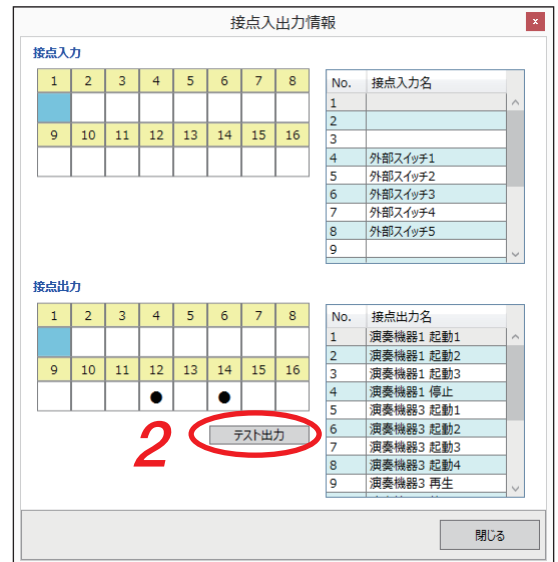 接点入出力情報
x
接点入力
1 2 3 4 5 6 7 8
9 10 11 12 13 14 15 16
No. 接点入力名
1
2
3
4 外部スイッチ1
5 外部スイッチ2
6 外部スイッチ3
7 外部スイッチ4
8 外部スイッチ5
9
接点出力
1 2 3 4 5 6 7 8
9 10 11 12 13 14 15 16
● ●
2 テスト出力
No. 接点出力名
1 演奏機器1 起動1
2 演奏機器1 起動2
3 演奏機器1 起動3
4 演奏機器1 停止
5 演奏機器3 起動1
6 演奏機器3 起動2
7 演奏機器3 起動3
8 演奏機器3 起動4
9 演奏機器3 再生
閉じる